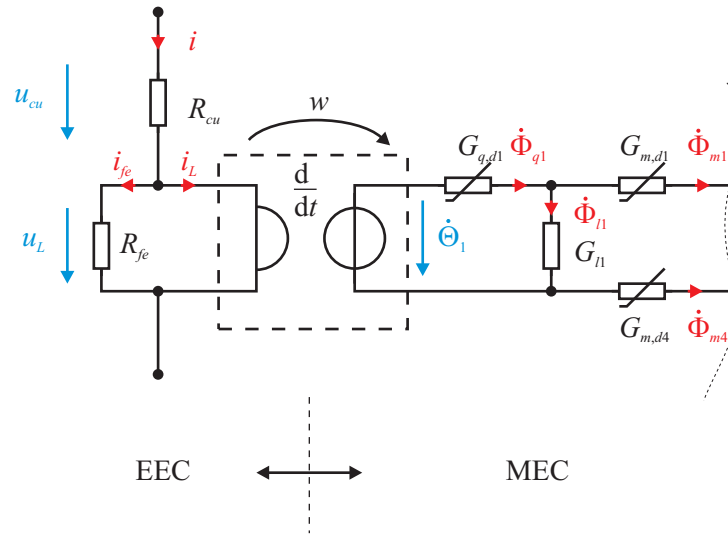 i
u_cu
R_cu
w
i_fe
i_L
d
dt
G_q,d1
Φ̇_q1
G_m,d1
Φ̇_m1
u_L
R_fe
Θ̇_1
Φ̇_l1
G_l1
G_m,d4
Φ̇_m4
EEC
MEC